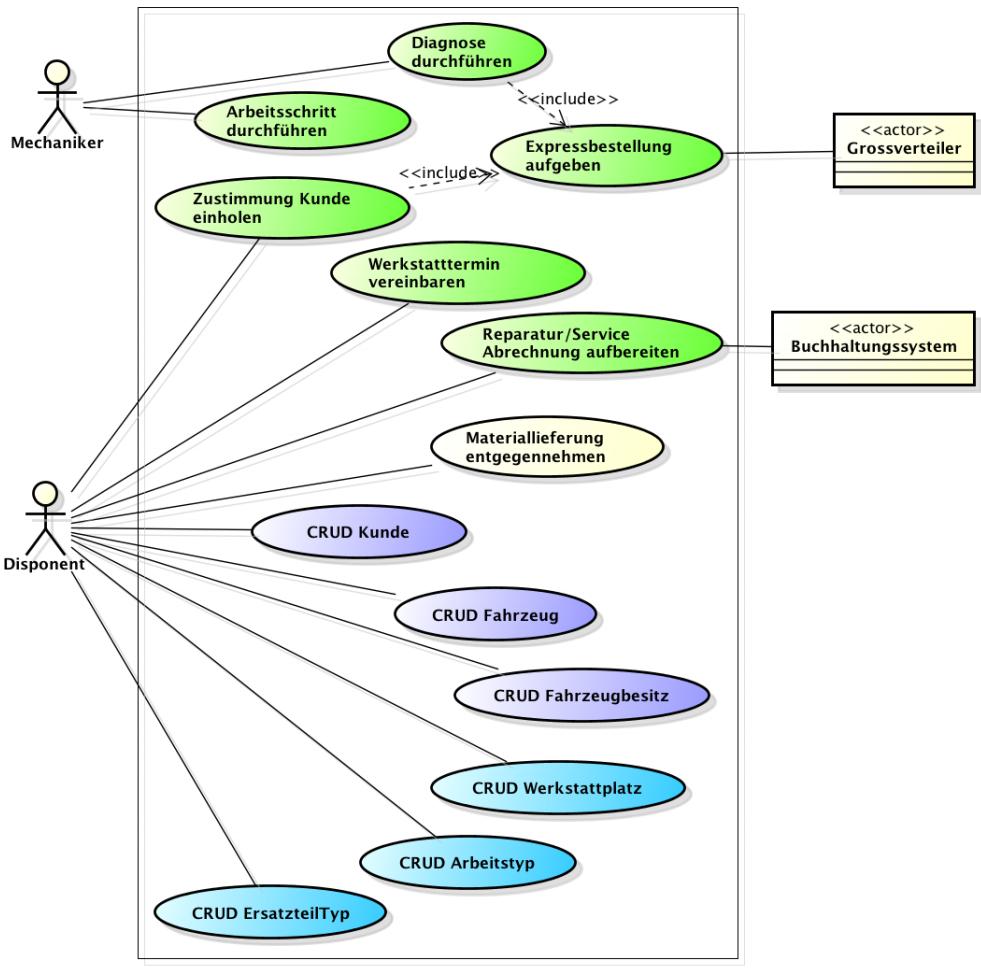 Diagnose
durchführen
<<include>>
Arbeitsschritt
durchführen
Mechaniker
Expressbestellung
aufgeben
<<actor>>
Grossverteiler
<<include>>
Zustimmung Kunde
einholen
Werkstatttermin
vereinbaren
Reparatur/Service
Abrechnung aufbereiten
<<actor>>
Buchhaltungssystem
Materiallieferung
entgegennehmen
CRUD Kunde
Disponent
CRUD Fahrzeug
CRUD Fahrzeugbesitz
CRUD Werkstattplatz
CRUD Arbeitstyp
CRUD ErsatzteilTyp